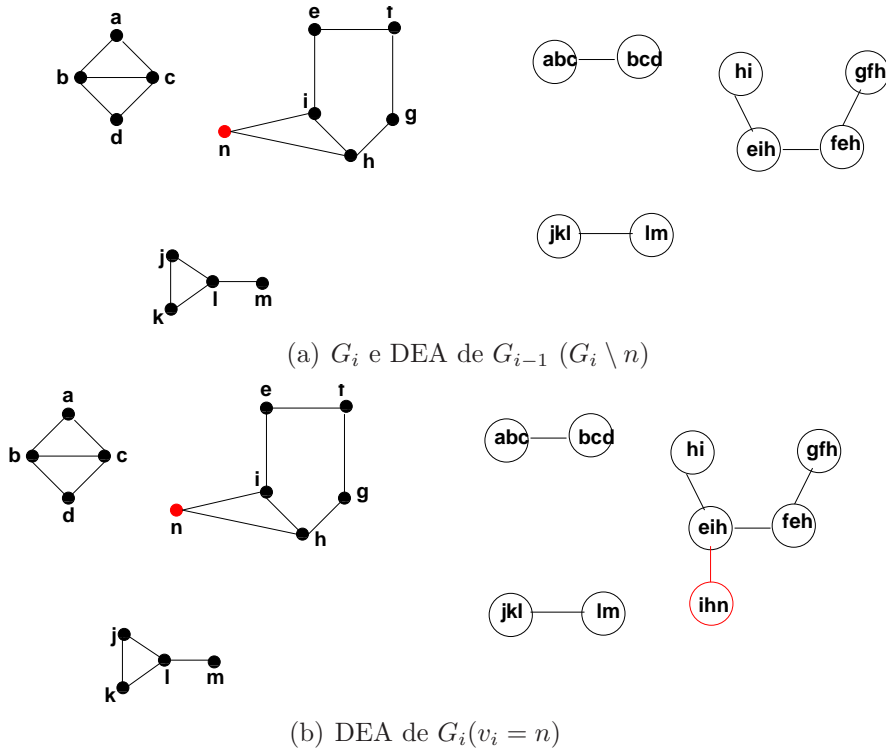 a
b c
d
e f
i g
n h
j
l m
k
abc bcd
hi gfh
eih feh
jkl lm
(a) $G_i$ e DEA de $G_{i-1}$ ($G_i \setminus n$)
a
b c
d
e f
i g
n h
j
l m
k
abc bcd
hi gfh
eih feh
ihn
jkl lm
(b) DEA de $G_i(v_i = n)$